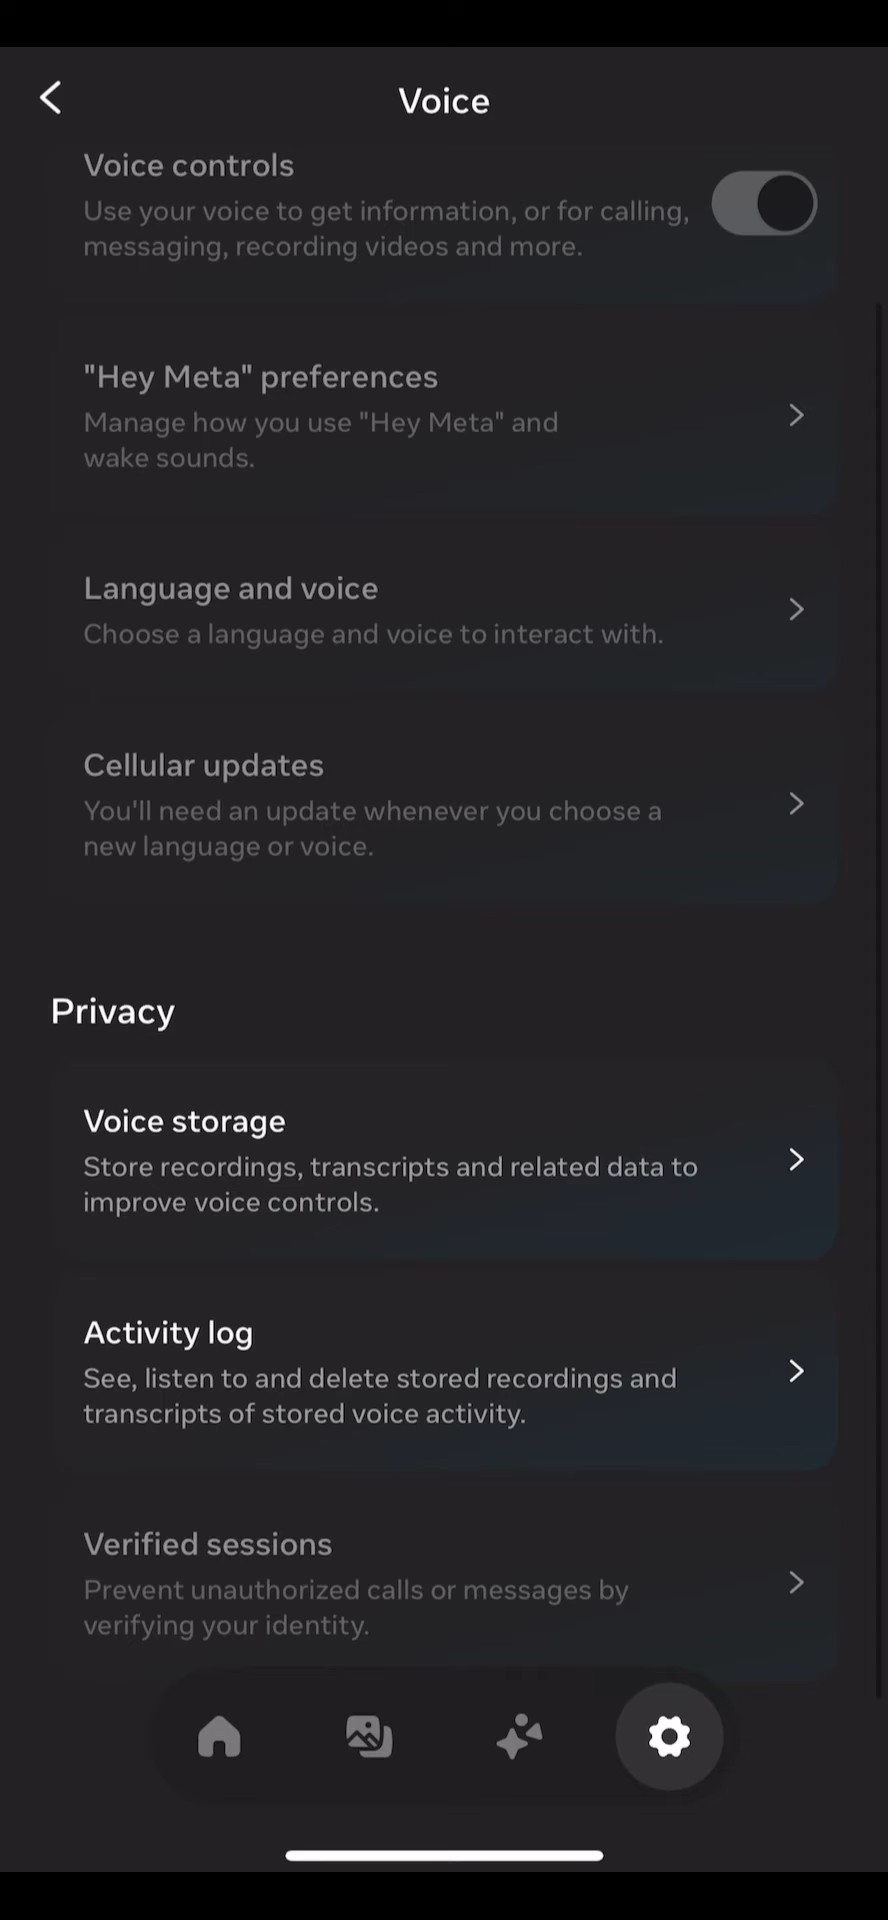 Voice
Voice controls
Use your voice to get information, or for calling,
messaging, recording videos and more.
"Hey Meta" preferences
Manage how you use "Hey Meta" and
wake sounds.
Language and voice
Choose a language and voice to interact with.
Cellular updates
You'll need an update whenever you choose a
new language or voice.
Privacy
Voice storage
Store recordings, transcripts and related data to
improve voice controls.
Activity log
See, listen to and delete stored recordings and
transcripts of stored voice activity.
Verified sessions
Prevent unauthorized calls or messages by
verifying your identity.